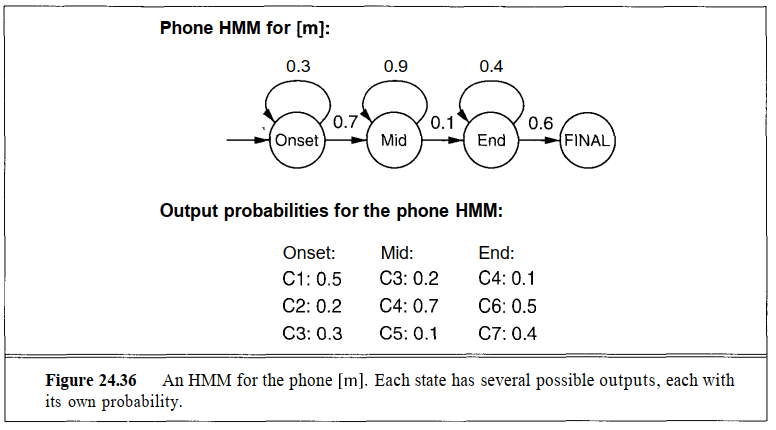 Phone HMM for [m]:
0.3 0.9 0.4
0.7 0.1 0.6
Onset Mid End FINAL
Output probabilities for the phone HMM:
Onset: Mid: End:
C1: 0.5 C3: 0.2 C4: 0.1
C2: 0.2 C4: 0.7 C6: 0.5
C3: 0.3 C5: 0.1 C7: 0.4
Figure 24.36 An HMM for the phone [m]. Each state has several possible outputs, each with
its own probability.